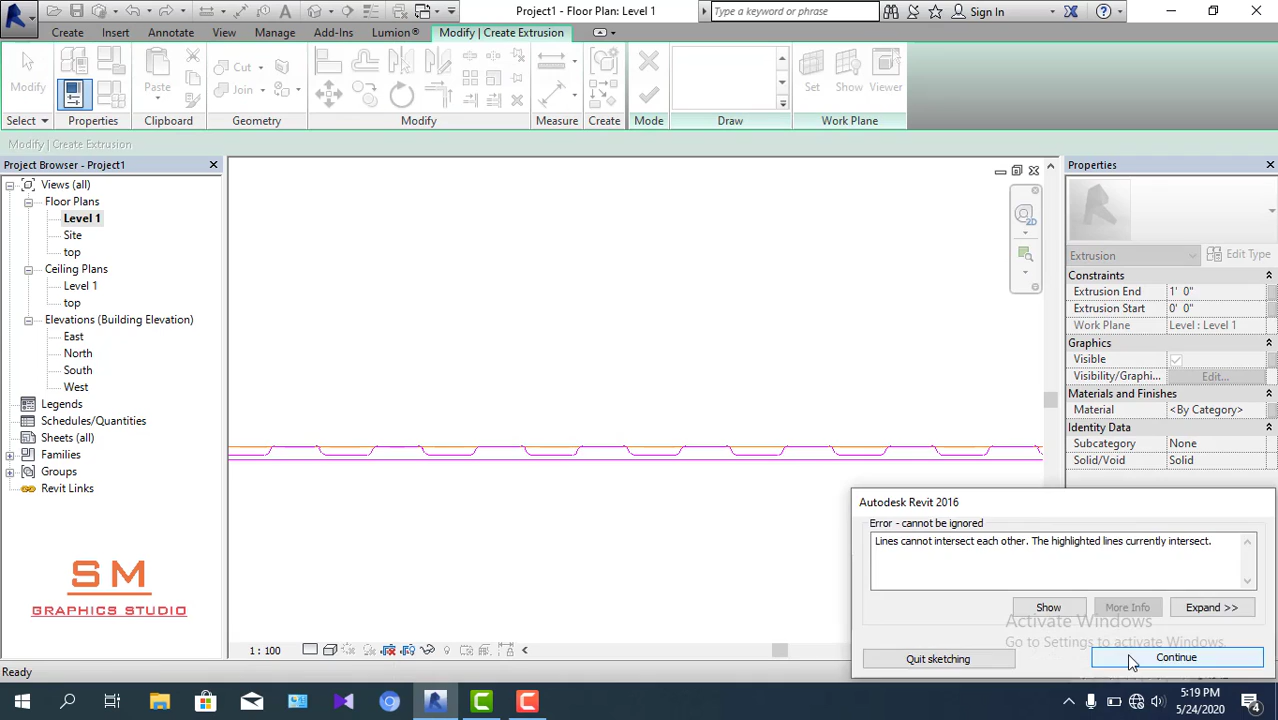 Project1 - Floor Plan: Level 1
Type a keyword or phrase
Sign In
Create Insert Annotate View Manage Add-Ins Lumion® Modify | Create Extrusion
Modify
Paste
Cut
Join
Set Show Viewer
Select Properties Clipboard Geometry Modify Measure Create Mode Draw Work Plane
Modify | Create Extrusion
Project Browser - Project1
Views (all)
Floor Plans
Level 1
Site
top
Ceiling Plans
Level 1
top
Elevations (Building Elevation)
East
North
South
West
Legends
Schedules/Quantities
Sheets (all)
Families
Groups
Revit Links
SM
GRAPHICS STUDIO
2D
Properties
Extrusion
Edit Type
Constraints
Extrusion End 1' 0"
Extrusion Start 0' 0"
Work Plane Level : Level 1
Graphics
Visible
Visibility/Graphi... Edit...
Materials and Finishes
Material <By Category>
Identity Data
Subcategory None
Solid/Void Solid
Autodesk Revit 2016
Error - cannot be ignored
Lines cannot intersect each other. The highlighted lines currently intersect.
Show More Info Expand >>
Activate Windows
Go to Settings to activate Windows.
Quit sketching Continue
1 : 100
Ready
5:19 PM
5/24/2020
4